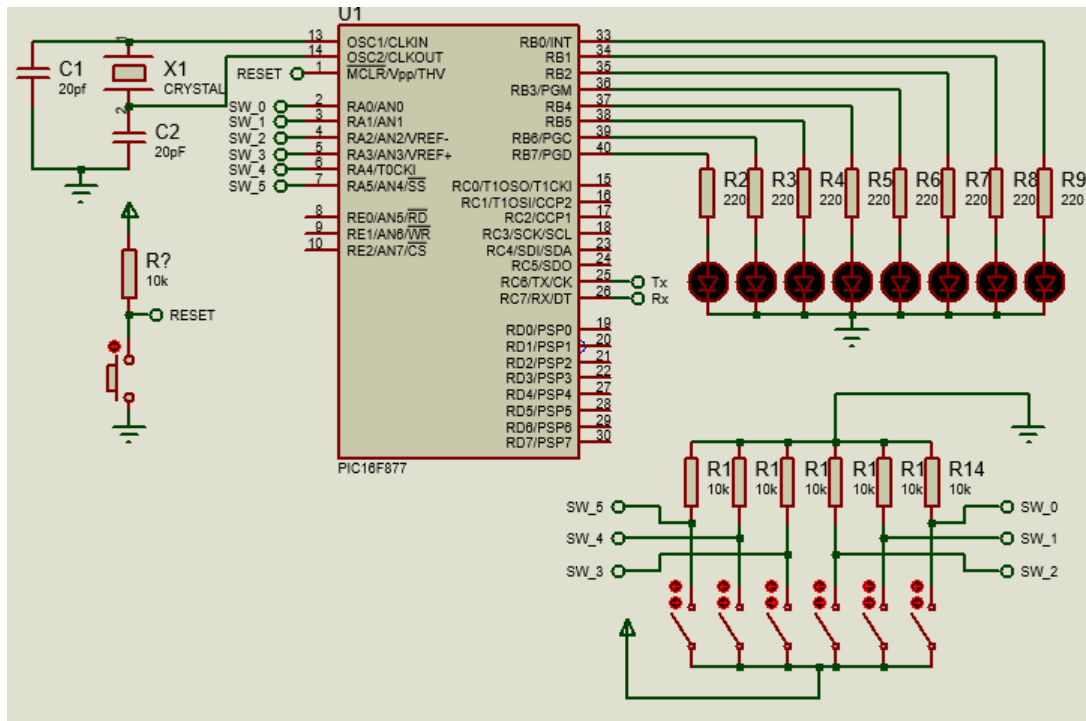 U1
13
OSC1/CLKIN
RB0/INT
33
14
OSC2/CLKOUT
RB1
34
RESET
1
MCLR/Vpp/THV
RB2
35
RB3/PGM
36
SW_0
2
RA0/AN0
RB4
37
SW_1
3
RA1/AN1
RB5
38
SW_2
4
RA2/AN2/VREF-
RB6/PGC
39
SW_3
5
RA3/AN3/VREF+
RB7/PGD
40
SW_4
6
RA4/T0CKI
SW_5
7
RA5/AN4/SS
RC0/T1OSO/T1CKI
15
RC1/T1OSI/CCP2
16
8
RE0/AN5/RD
RC2/CCP1
17
9
RE1/AN6/WR
RC3/SCK/SCL
18
10
RE2/AN7/CS
RC4/SDI/SDA
23
RC5/SDO
24
RC6/TX/CK
25
Tx
RC7/RX/DT
26
Rx
RD0/PSP0
19
RD1/PSP1
20
RD2/PSP2
21
RD3/PSP3
22
RD4/PSP4
27
RD5/PSP5
28
RD6/PSP6
29
RD7/PSP7
30
PIC16F877
C1
20pf
1
X1
CRYSTAL
2
C2
20pF
R?
10k
RESET
R2 R3 R4 R5 R6 R7 R8 R9
220 220 220 220 220 220 220 220
R1 R1 R1 R1 R1 R14
10k 10k 10k 10k 10k 10k
SW_5
SW_0
SW_4
SW_1
SW_3
SW_2